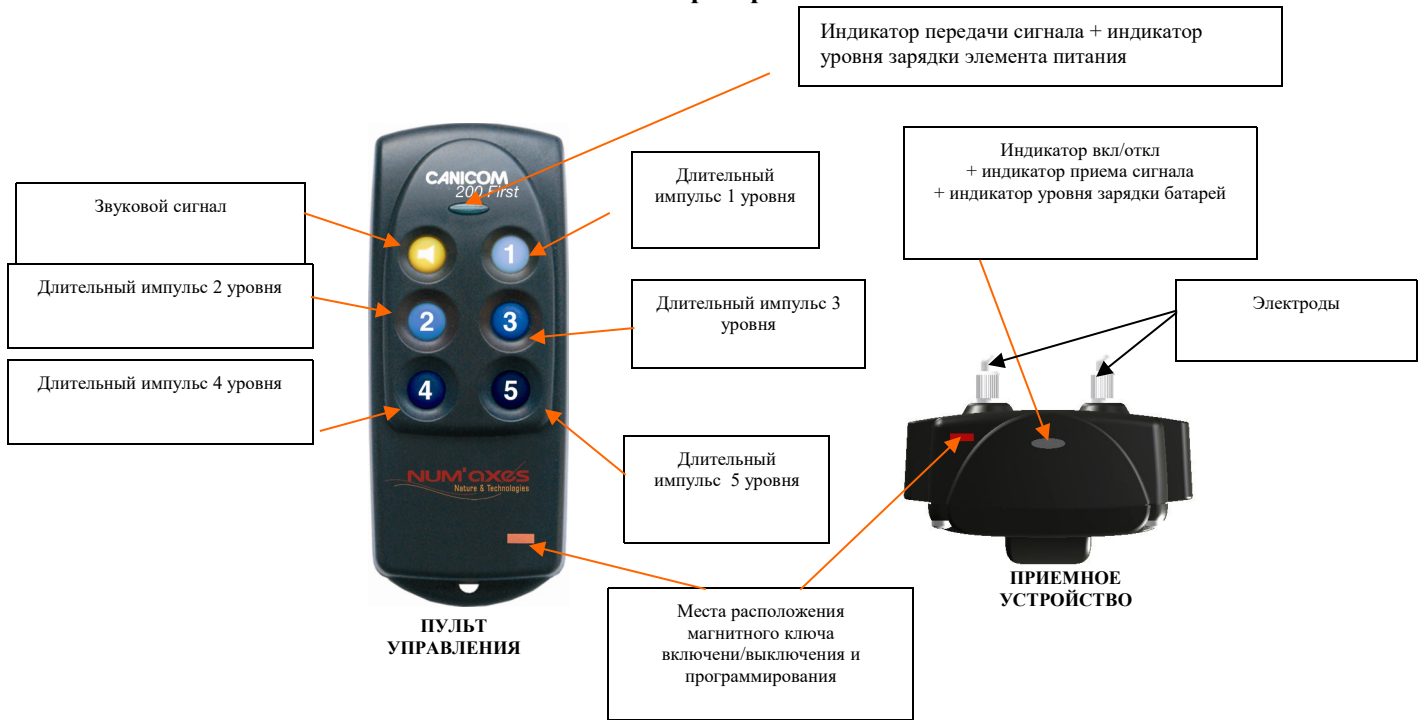 Индикатор передачи сигнала + индикатор
уровня зарядки элемента питания
Индикатор вкл/откл
+ индикатор приема сигнала
+ индикатор уровня зарядки батарей
Длительный
импульс 1 уровня
Звуковой сигнал
CANICOM
200 First
1
Длительный импульс 2 уровня
Длительный импульс 3
уровня
Электроды
2
3
Длительный импульс 4 уровня
4
5
Длительный
импульс 5 уровня
NUM'axes
Nature & Technologies
ПРИЕМНОЕ
УСТРОЙСТВО
Места расположения
магнитного ключа
включени/выключения и
программирования
ПУЛЬТ
УПРАВЛЕНИЯ